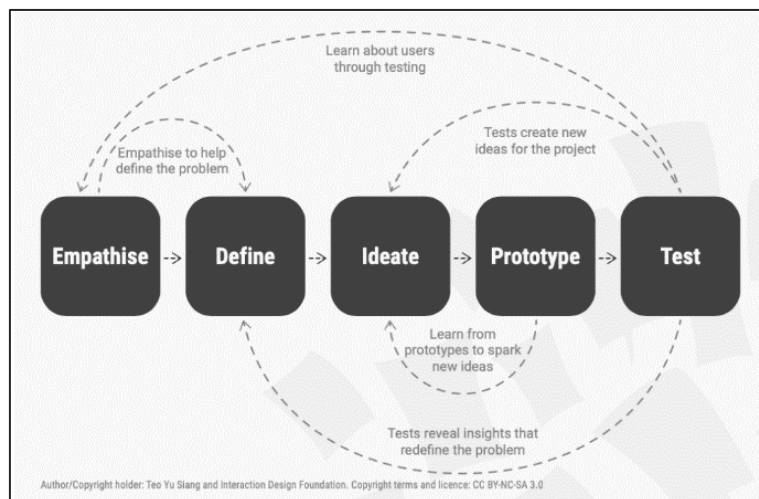 Learn about users
through testing
Tests create new
ideas for the project
Empathise to help
define the problem
Empathise
Define
Ideate
Prototype
Test
Learn from
prototypes to spark
new ideas
Tests reveal insights that
redefine the problem
Author/Copyright holder: Teo Yu Siang and Interaction Design Foundation. Copyright terms and licence: CC BY-NC-SA 3.0